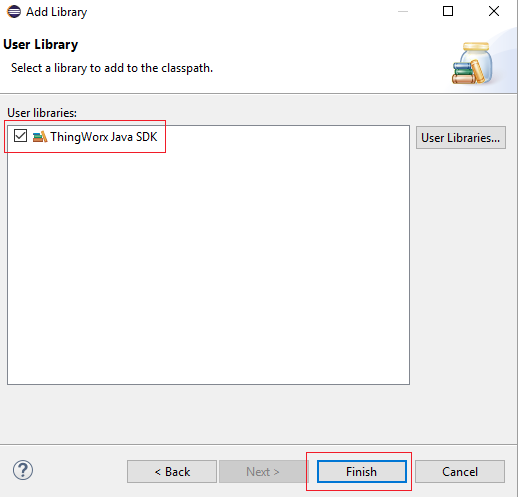 Add Library
User Library
Select a library to add to the classpath.
User libraries:
ThingWorx Java SDK
User Libraries...
?
< Back
Next >
Finish
Cancel